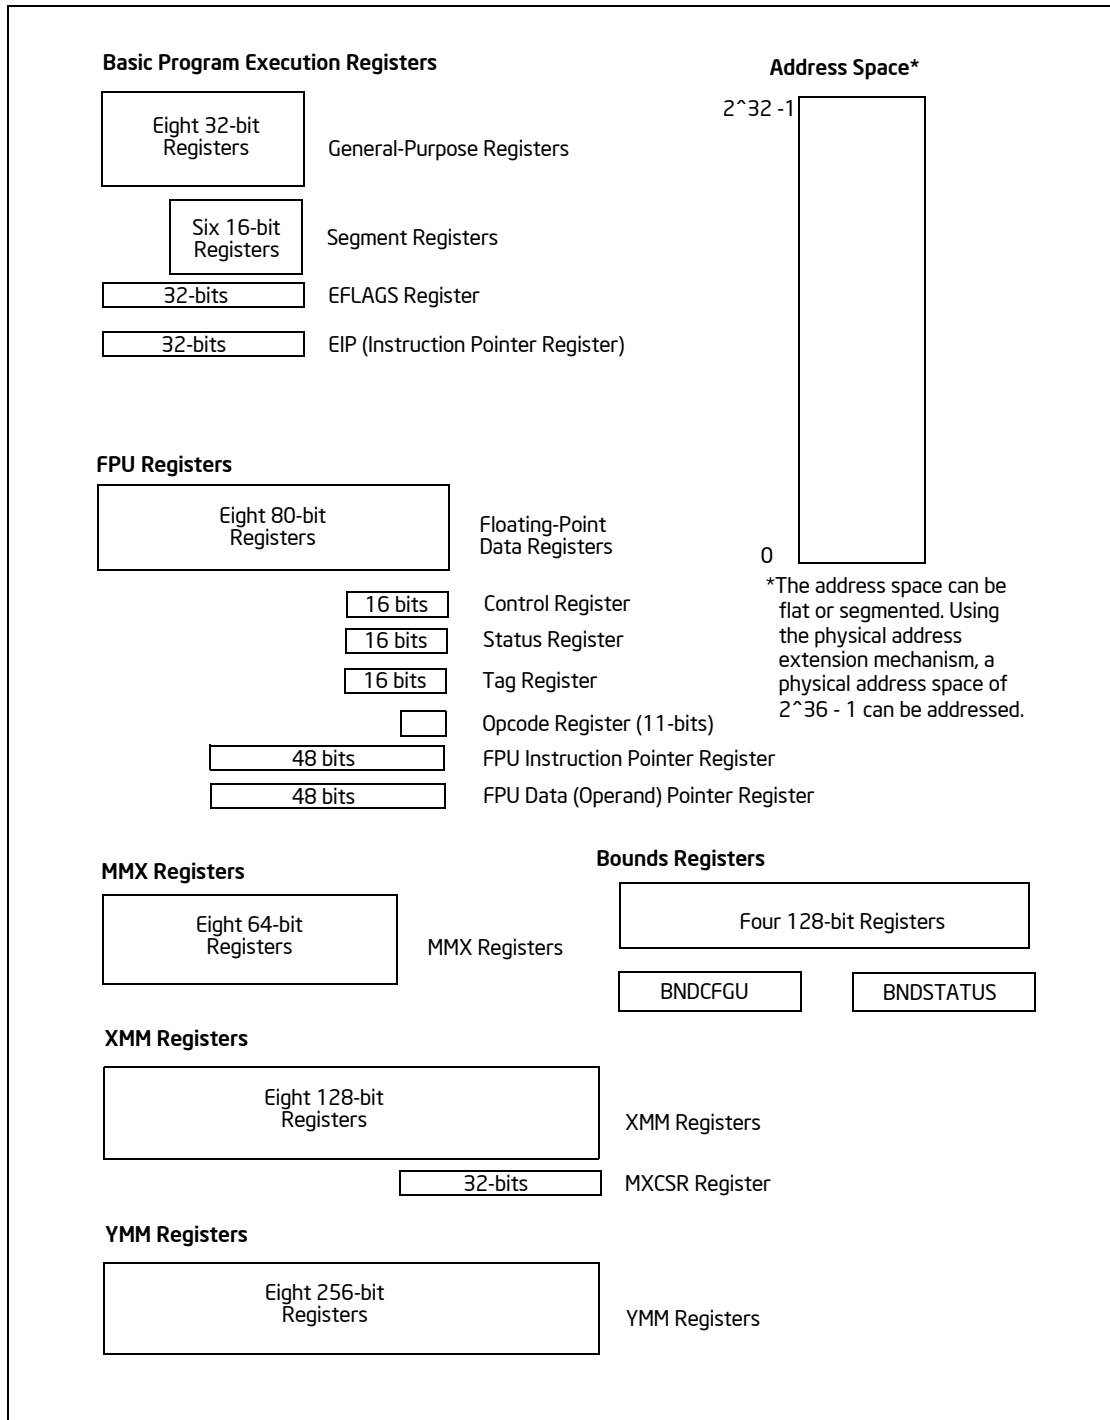 Basic Program Execution Registers
Address Space*
2^32 -1
Eight 32-bit
Registers
General-Purpose Registers
Six 16-bit
Registers
Segment Registers
32-bits
EFLAGS Register
32-bits
EIP (Instruction Pointer Register)
FPU Registers
Eight 80-bit
Registers
Floating-Point
Data Registers
0
*The address space can be
flat or segmented. Using
the physical address
extension mechanism, a
physical address space of
2^36 - 1 can be addressed.
16 bits
Control Register
16 bits
Status Register
16 bits
Tag Register
Opcode Register (11-bits)
48 bits
FPU Instruction Pointer Register
48 bits
FPU Data (Operand) Pointer Register
MMX Registers
Eight 64-bit
Registers
MMX Registers
Bounds Registers
Four 128-bit Registers
BNDCFGU
BNDSTATUS
XMM Registers
Eight 128-bit
Registers
XMM Registers
32-bits
MXCSR Register
YMM Registers
Eight 256-bit
Registers
YMM Registers